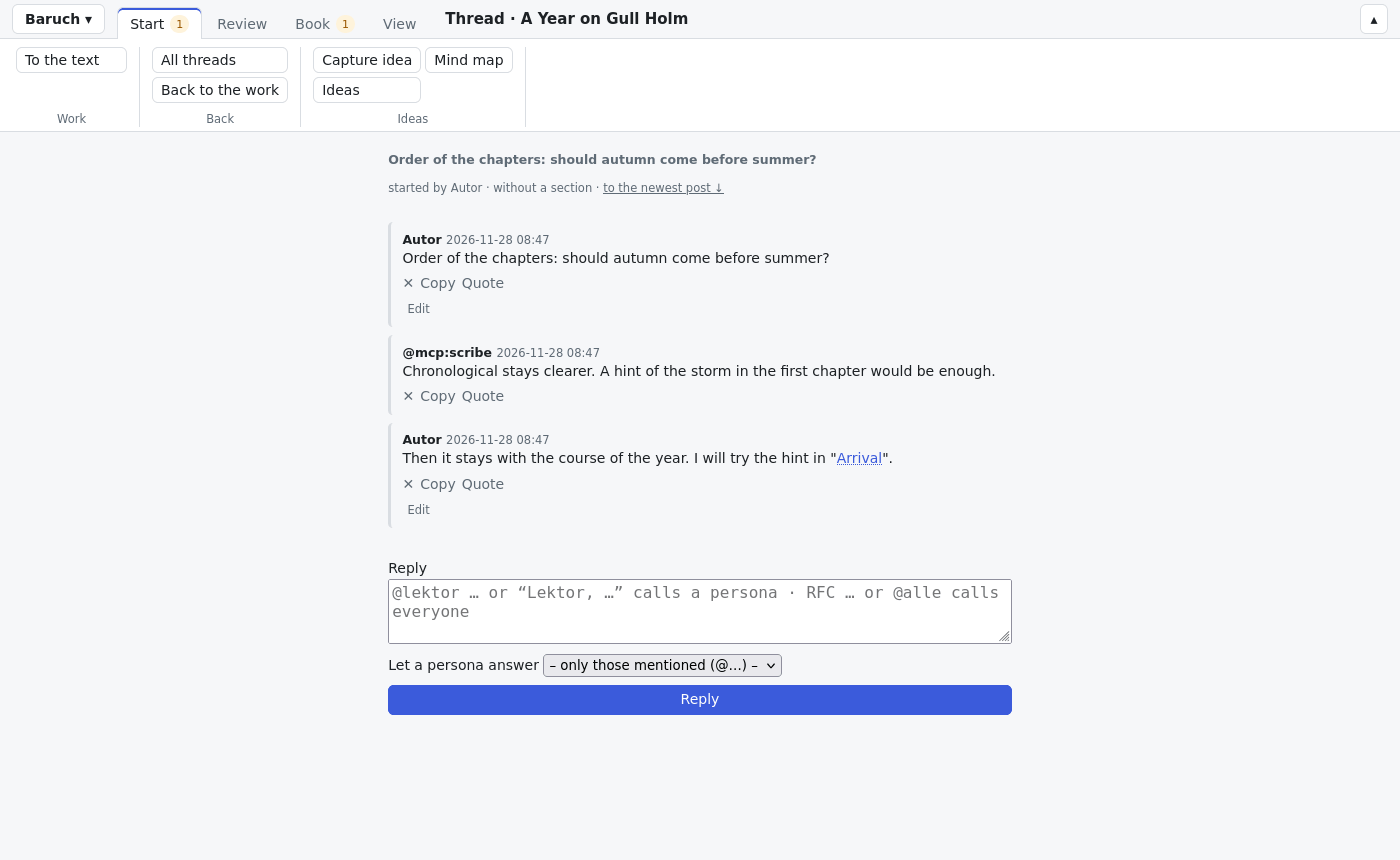 Baruch ▾
Start 1
Review
Book 1
View
Thread · A Year on Gull Holm
▴
To the text
Work
All threads
Back to the work
Back
Capture idea
Mind map
Ideas
Ideas
Order of the chapters: should autumn come before summer?
started by Autor · without a section · to the newest post ↓
Autor 2026-11-28 08:47
Order of the chapters: should autumn come before summer?
✕ Copy Quote
Edit
@mcp:scribe 2026-11-28 08:47
Chronological stays clearer. A hint of the storm in the first chapter would be enough.
✕ Copy Quote
Autor 2026-11-28 08:47
Then it stays with the course of the year. I will try the hint in "Arrival".
✕ Copy Quote
Edit
Reply
@lektor … or “Lektor, …” calls a persona · RFC … or @alle calls
everyone
Let a persona answer – only those mentioned (@…) –
Reply